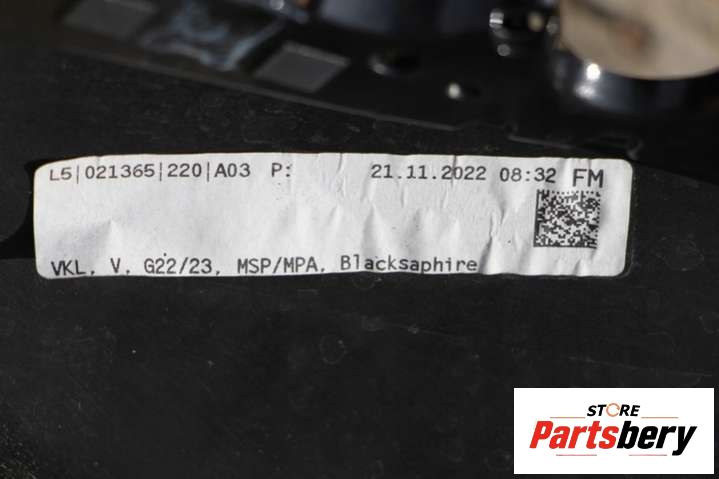 L5|021365|220|A03 P: 21.11.2022 08:32 FM
VKL, V, G22/23, MSP/MPA, Blacksaphire
STORE
Partsbery